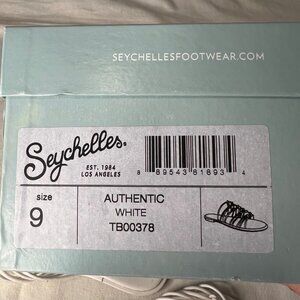 SEYCHELLESFOOTWEAR.COM
Seychelles®
EST. 1984
LOS ANGELES
8 89543 81893 4
size
9
AUTHENTIC
WHITE
TB00378